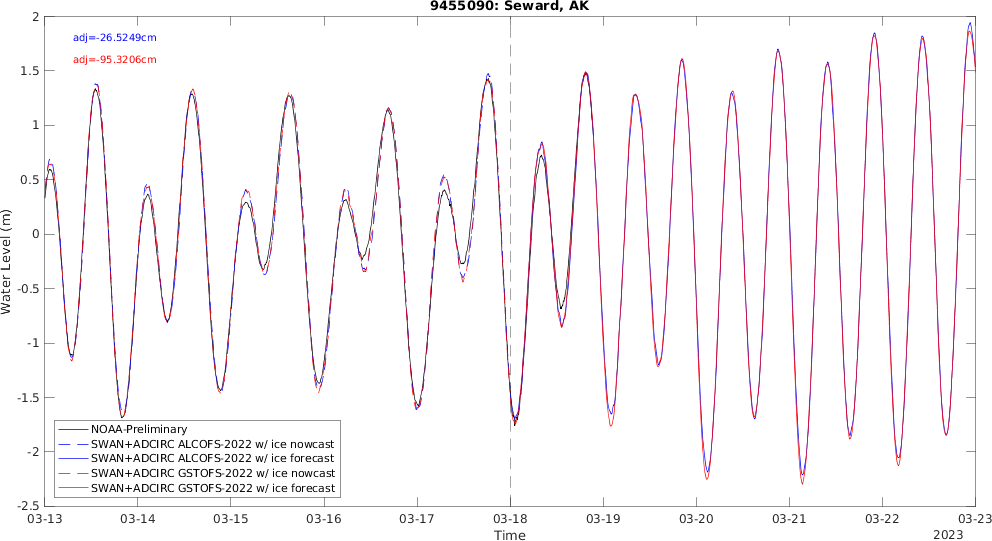 9455090: Seward, AK
adj=-26.5249cm
adj=-95.3206cm
Water Level (m)
2
1.5
1
0.5
0
-0.5
-1
-1.5
-2
-2.5
NOAA-Preliminary
SWAN+ADCIRC ALCOFS-2022 w/ ice nowcast
SWAN+ADCIRC ALCOFS-2022 w/ ice forecast
SWAN+ADCIRC GSTOFS-2022 w/ ice nowcast
SWAN+ADCIRC GSTOFS-2022 w/ ice forecast
03-13 03-14 03-15 03-16 03-17 03-18 03-19 03-20 03-21 03-22 03-23
Time
2023